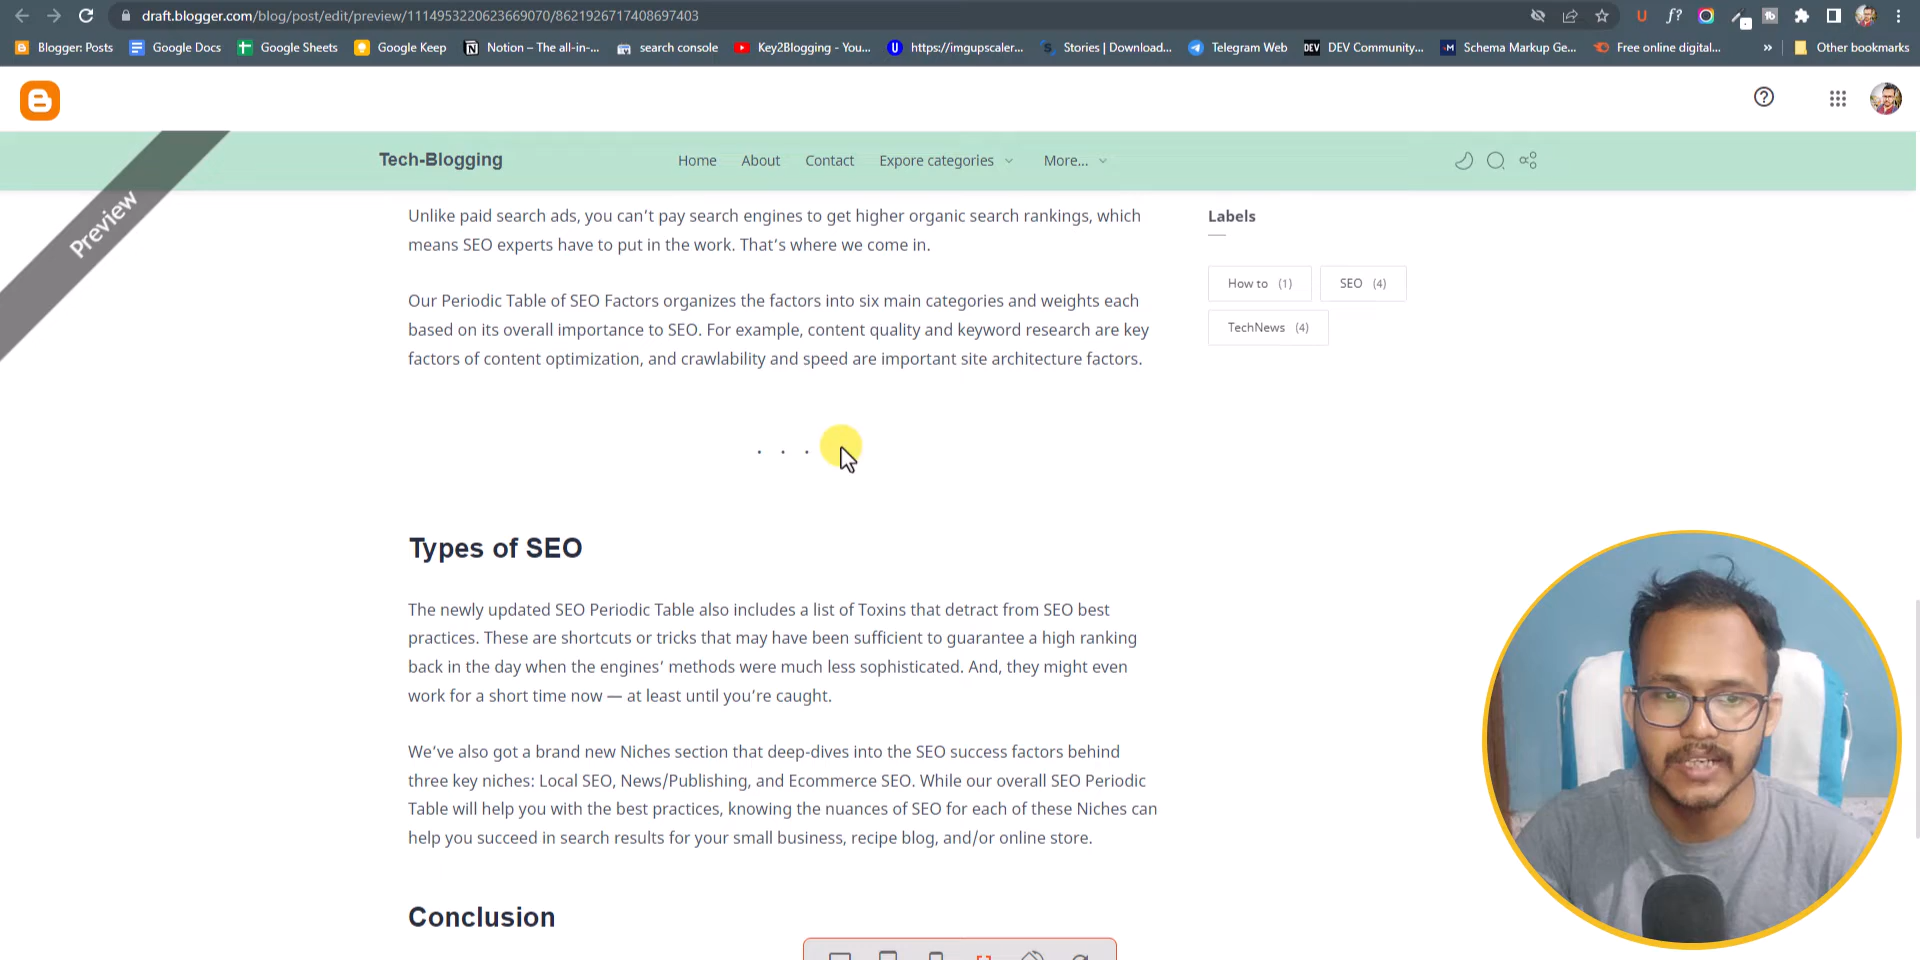 draft.blogger.com/blog/post/edit/preview/1114953220623669070/8621926717408697403
Blogger: Posts
Google Docs
Google Sheets
Google Keep
Notion – The all-in-...
search console
Key2Blogging - You...
https://imgupscaler...
Stories | Download...
Telegram Web
DEV Community...
Schema Markup Ge...
Free online digital...
»
Other bookmarks
Preview
Tech-Blogging
Home
About
Contact
Expore categories
More...
Unlike paid search ads, you can't pay search engines to get higher organic search rankings, which
means SEO experts have to put in the work. That's where we come in.
Our Periodic Table of SEO Factors organizes the factors into six main categories and weights each
based on its overall importance to SEO. For example, content quality and keyword research are key
factors of content optimization, and crawlability and speed are important site architecture factors.
Labels
How to (1)
SEO (4)
TechNews (4)
. . .
Types of SEO
The newly updated SEO Periodic Table also includes a list of Toxins that detract from SEO best
practices. These are shortcuts or tricks that may have been sufficient to guarantee a high ranking
back in the day when the engines' methods were much less sophisticated. And, they might even
work for a short time now — at least until you're caught.
We've also got a brand new Niches section that deep-dives into the SEO success factors behind
three key niches: Local SEO, News/Publishing, and Ecommerce SEO. While our overall SEO Periodic
Table will help you with the best practices, knowing the nuances of SEO for each of these Niches can
help you succeed in search results for your small business, recipe blog, and/or online store.
Conclusion